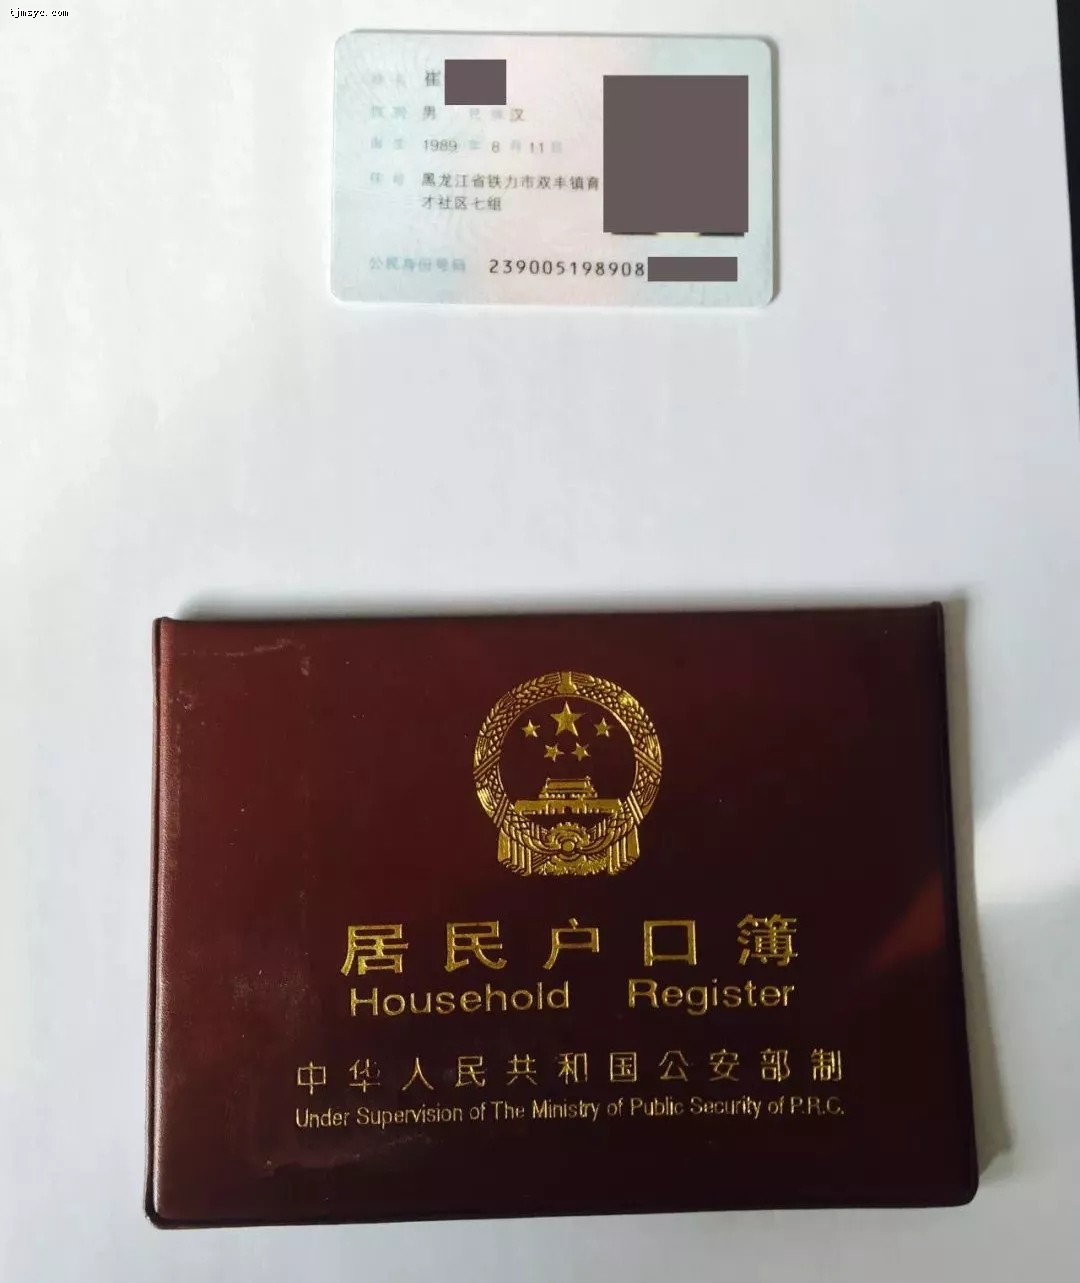 tjmsyc.com
姓名 崔
性别 男 民族 汉
出生 1989 年 8 月 11 日
住址 黑龙江省铁力市双丰镇育
才社区七组
公民身份号码 239005198908
居民户口簿
Household Register
中华人民共和国公安部制
Under Supervision of The Ministry of Public Security of P.R.C.